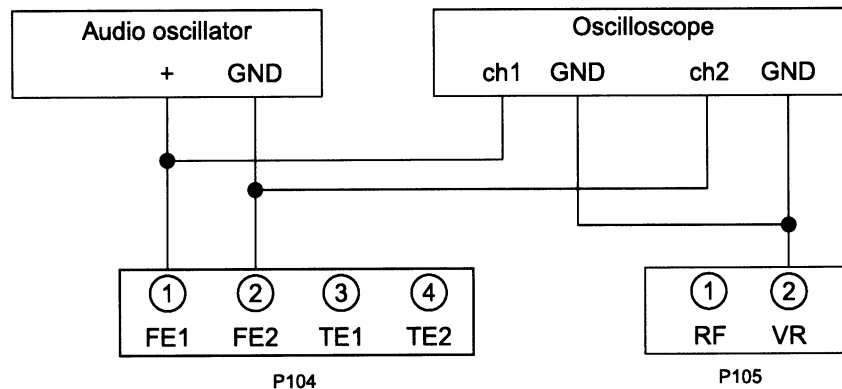 Audio oscillator
+ GND
Oscilloscope
ch1 GND ch2 GND
1 2 3 4
FE1 FE2 TE1 TE2
P104
1 2
RF VR
P105